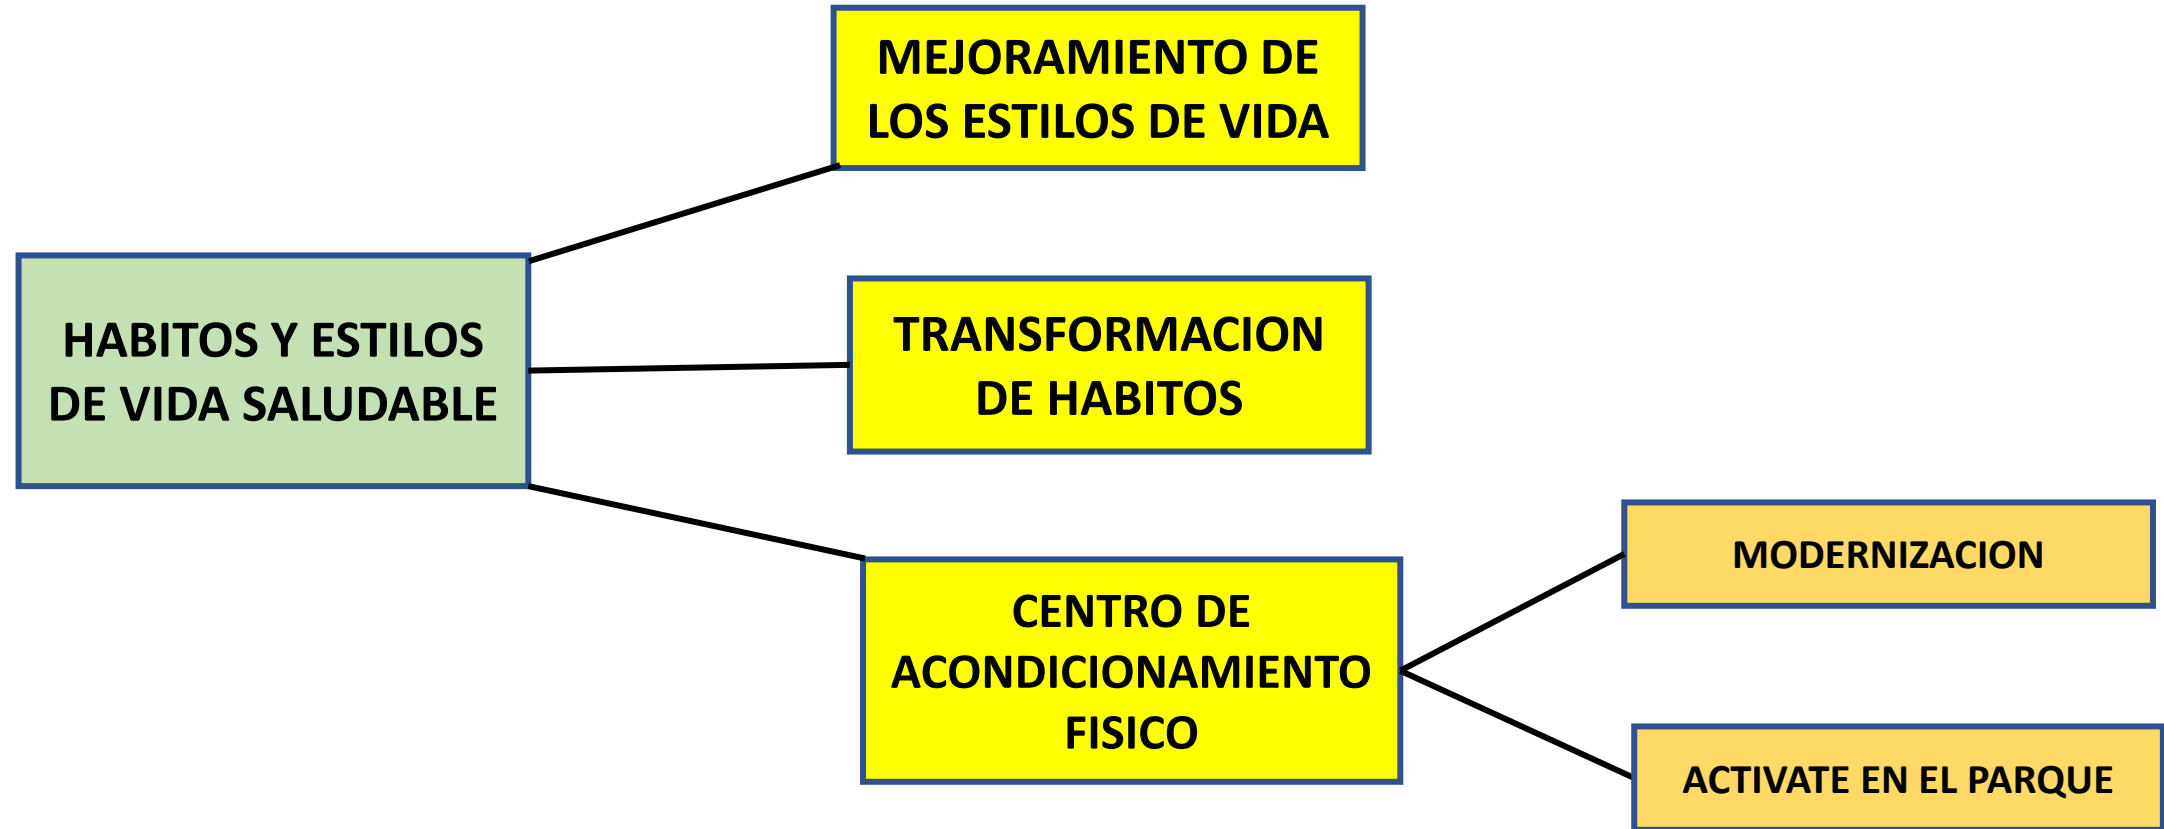 MEJORAMIENTO DE
LOS ESTILOS DE VIDA
HABITOS Y ESTILOS
DE VIDA SALUDABLE
TRANSFORMACION
DE HABITOS
CENTRO DE
ACONDICIONAMIENTO
FISICO
MODERNIZACION
ACTIVATE EN EL PARQUE